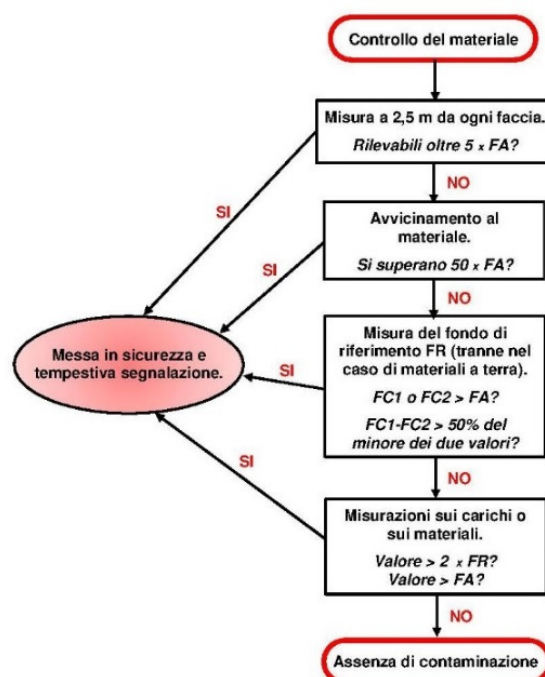 Controllo del materiale
Misura a 2,5 m da ogni faccia.
Rilevabili oltre 5 x FA?
SI
NO
Avvicinamento al
materiale.
Si superano 50 x FA?
SI
NO
Messa in sicurezza e
tempestiva segnalazione.
Misura del fondo di
riferimento FR (tranne nel
caso di materiali a terra).
FC1 o FC2 > FA?
FC1-FC2 > 50% del
minore dei due valori?
SI
NO
Misurazioni sui carichi o
sui materiali.
Valore > 2 x FR?
Valore > FA?
SI
NO
Assenza di contaminazione